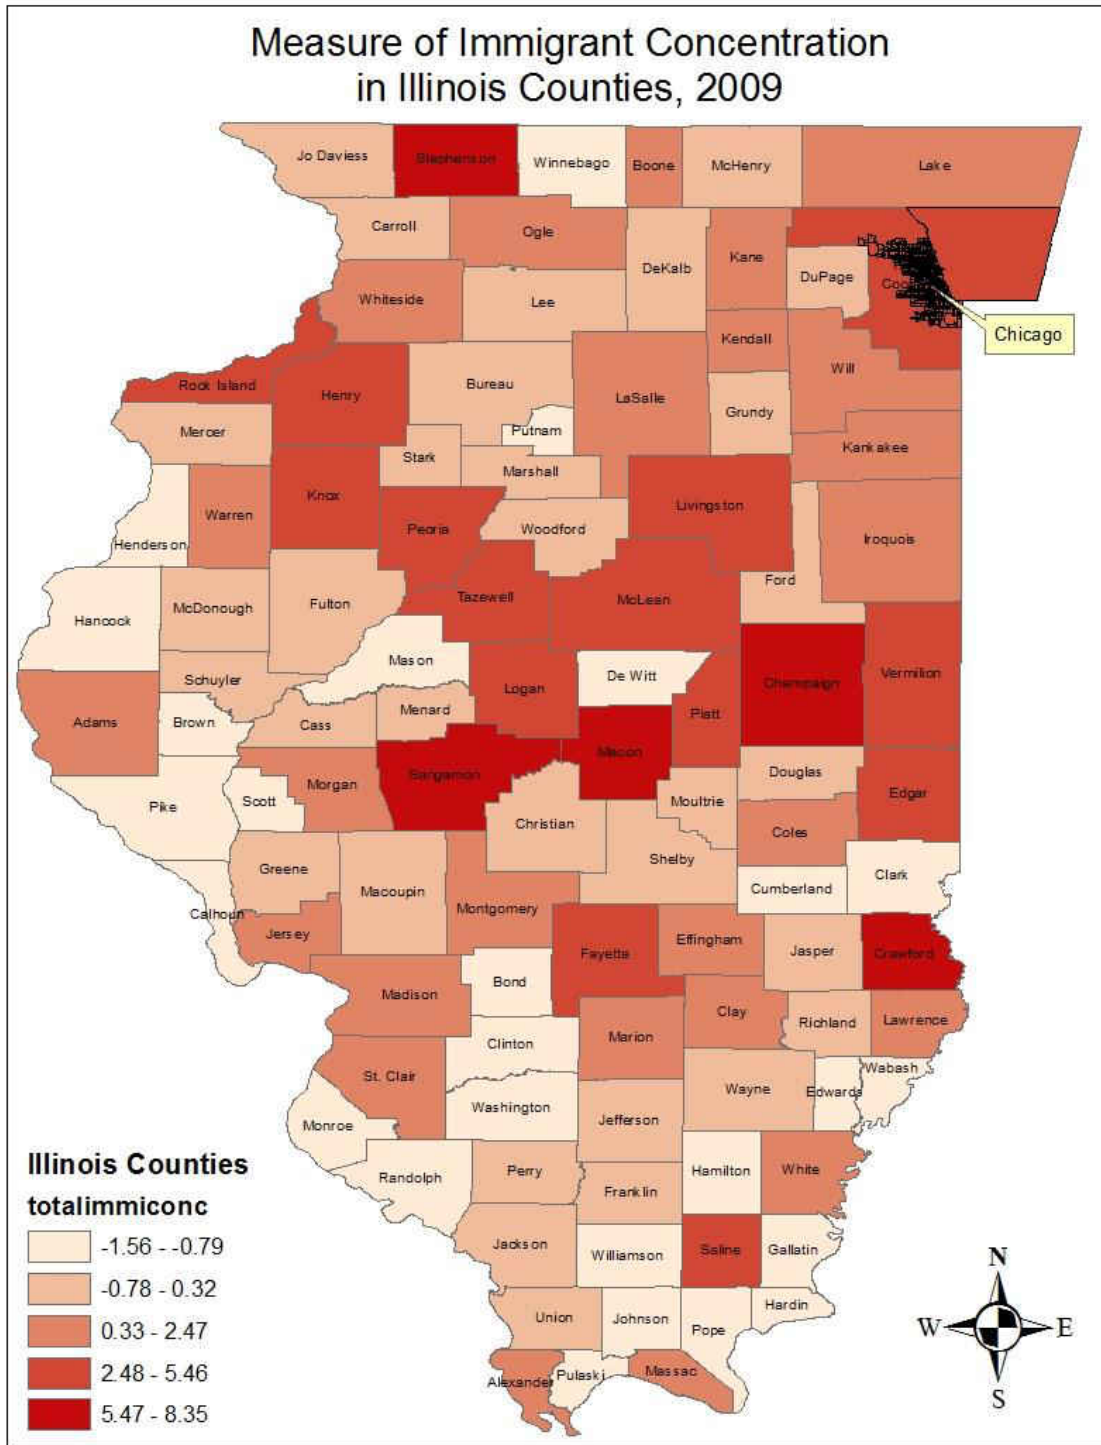 Measure of Immigrant Concentration
in Illinois Counties, 2009
Jo Daviess
Stephenson
Winnebago
Boone
McHenry
Lake
Carroll
Ogle
DeKalb
Kane
DuPage
Whiteside
Lee
Chicago
Kendall
Will
Rock Island
Henry
Bureau
LaSalle
Grundy
Mercer
Putnam
Stark
Marshall
Kankakee
Knox
Warren
Peoria
Woodford
Livingston
Iroquois
Henderson
Ford
Hancock
McDonough
Fulton
Tazewell
McLean
Mason
De Witt
Champaign
Vermilion
Schuyler
Logan
Adams
Brown
Cass
Menard
Piatt
Sangamon
Macon
Douglas
Pike
Scott
Morgan
Christian
Moultrie
Edgar
Coles
Greene
Macoupin
Shelby
Cumberland
Clark
Calhoun
Jersey
Montgomery
Fayette
Effingham
Jasper
Crawford
Madison
Bond
Clay
Richland
Lawrence
Clinton
Marion
St. Clair
Wabash
Washington
Wayne
Edwards
Monroe
Jefferson
Randolph
Perry
Franklin
Hamilton
White
Jackson
Williamson
Saline
Gallatin
Union
Johnson
Pope
Hardin
Alexander
Pulaski
Massac
Illinois Counties
totalimmiconc
-1.56 - -0.79
-0.78 - 0.32
0.33 - 2.47
2.48 - 5.46
5.47 - 8.35
N
W
E
S